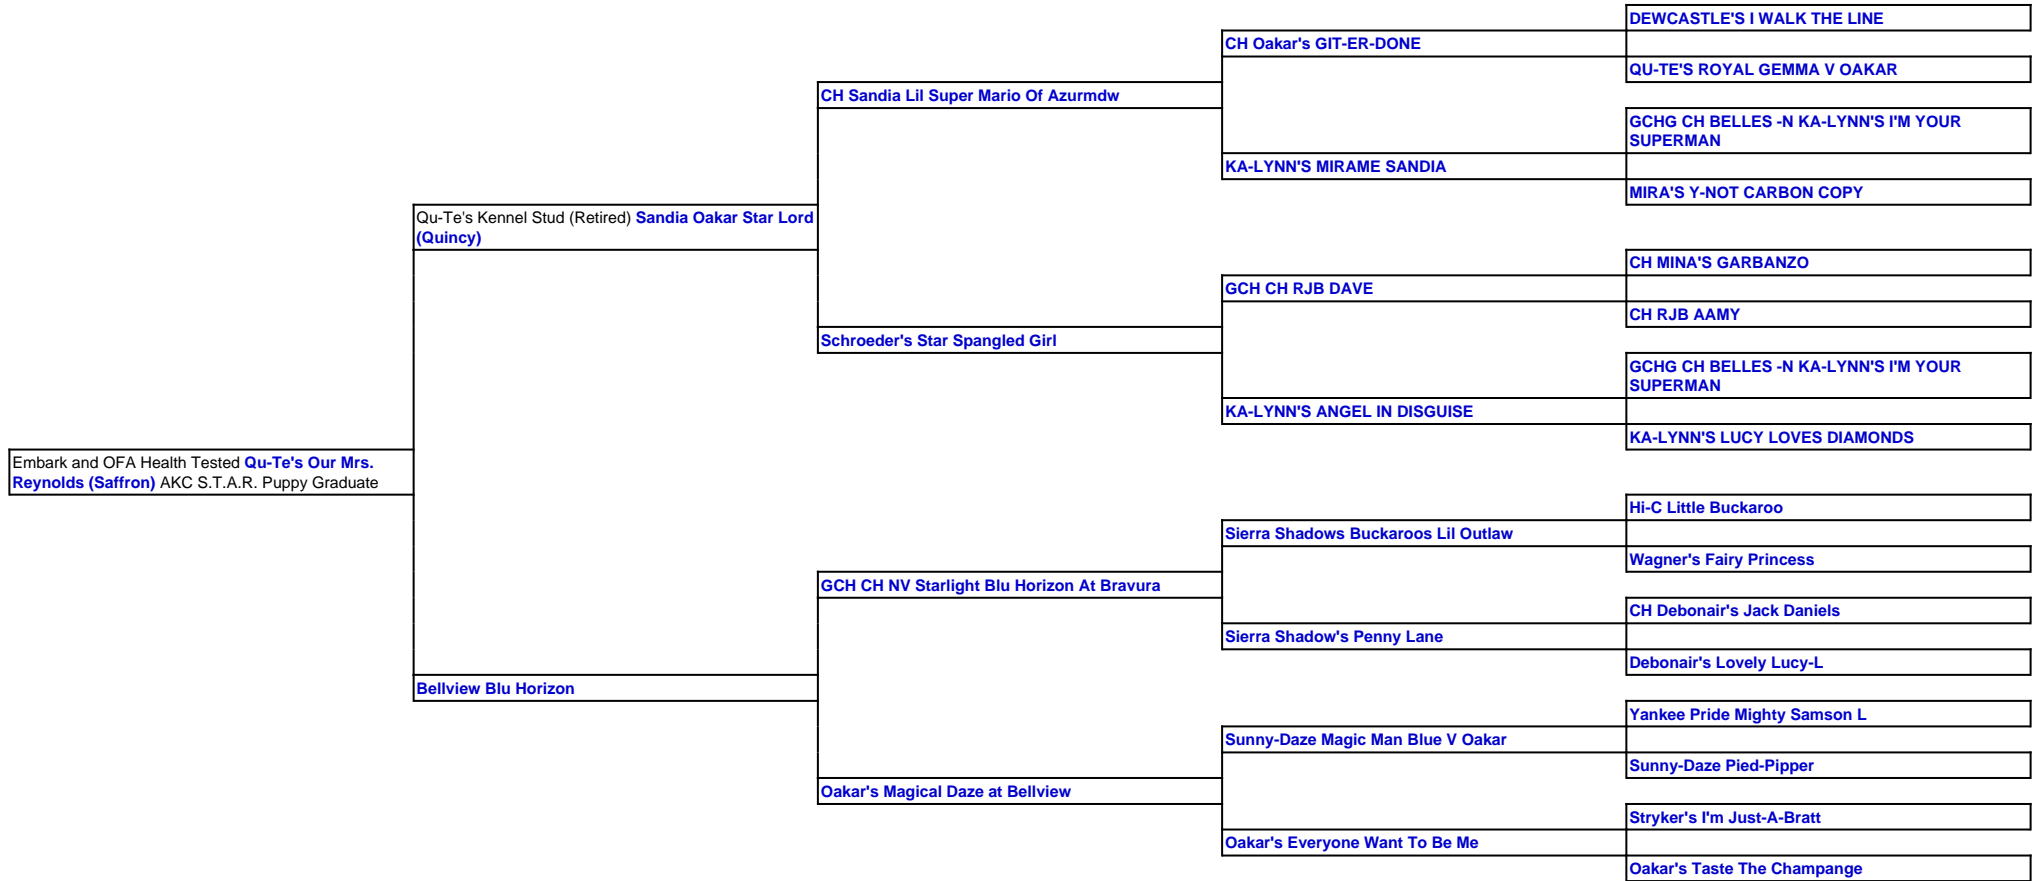 DEWCASTLE'S I WALK THE LINE
CH Oakar's GIT-ER-DONE
QU-TE'S ROYAL GEMMA V OAKAR
CH Sandia Lil Super Mario Of Azurmdw
GCHG CH BELLES -N KA-LYNN'S I'M YOUR
SUPERMAN
KA-LYNN'S MIRAME SANDIA
MIRA'S Y-NOT CARBON COPY
Qu-Te's Kennel Stud (Retired) Sandia Oakar Star Lord
(Quincy)
CH MINA'S GARBANZO
GCH CH RJB DAVE
CH RJB AAMY
Schroeder's Star Spangled Girl
GCHG CH BELLES -N KA-LYNN'S I'M YOUR
SUPERMAN
KA-LYNN'S ANGEL IN DISGUISE
KA-LYNN'S LUCY LOVES DIAMONDS
Embark and OFA Health Tested Qu-Te's Our Mrs.
Reynolds (Saffron) AKC S.T.A.R. Puppy Graduate
Hi-C Little Buckaroo
Sierra Shadows Buckaroos Lil Outlaw
Wagner's Fairy Princess
GCH CH NV Starlight Blu Horizon At Bravura
CH Debonair's Jack Daniels
Sierra Shadow's Penny Lane
Debonair's Lovely Lucy-L
Bellview Blu Horizon
Yankee Pride Mighty Samson L
Sunny-Daze Magic Man Blue V Oakar
Sunny-Daze Pied-Pipper
Oakar's Magical Daze at Bellview
Stryker's I'm Just-A-Bratt
Oakar's Everyone Want To Be Me
Oakar's Taste The Champange